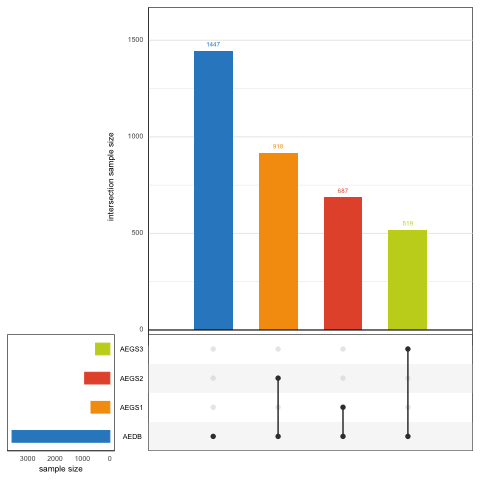 1500
1447
intersection sample size
1000
918
687
500
519
0
AEGS3
AEGS2
AEGS1
AEDB
3000 2000 1000 0
sample size